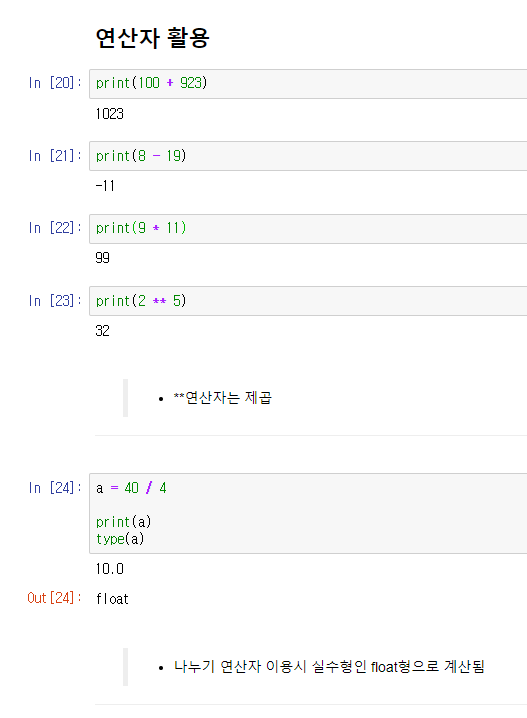 연산자 활용
In [20]: print(100 + 923)
1023
In [21]: print(8 - 19)
-11
In [22]: print(9 * 11)
99
In [23]: print(2 ** 5)
32
• **연산자는 제곱
In [24]: a = 40 / 4
print(a)
type(a)
10.0
Out[24]: float
• 나누기 연산자 이용시 실수형인 float형으로 계산됨